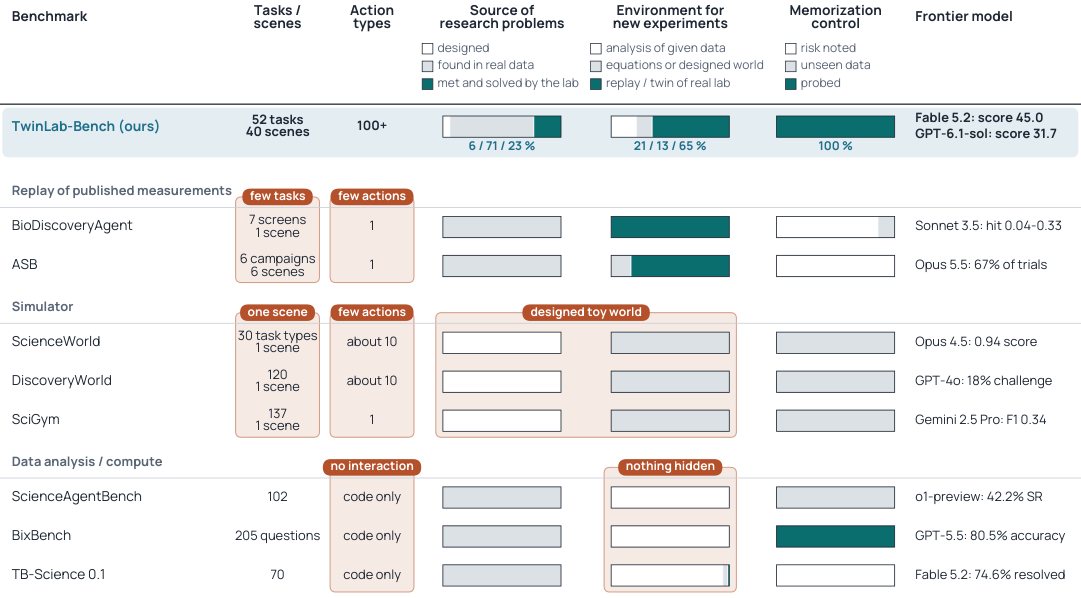 Benchmark
Tasks /
scenes
Action
types
Source of
research problems
Environment for
new experiments
Memorization
control
Frontier model
designed
found in real data
met and solved by the lab
analysis of given data
equations or designed world
replay / twin of real lab
risk noted
unseen data
probed
TwinLab-Bench (ours)
52 tasks
40 scenes
100+
6 / 71 / 23 %
21 / 13 / 65 %
100 %
Fable 5.2: score 45.0
GPT-6.1-sol: score 31.7
Replay of published measurements
few tasks
few actions
BioDiscoveryAgent
7 screens
1 scene
1
Sonnet 3.5: hit 0.04-0.33
ASB
6 campaigns
6 scenes
1
Opus 5.5: 67% of trials
Simulator
one scene
few actions
designed toy world
ScienceWorld
30 task types
1 scene
about 10
Opus 4.5: 0.94 score
DiscoveryWorld
120
1 scene
about 10
GPT-4o: 18% challenge
SciGym
137
1 scene
1
Gemini 2.5 Pro: F1 0.34
Data analysis / compute
no interaction
nothing hidden
ScienceAgentBench
102
code only
o1-preview: 42.2% SR
BixBench
205 questions
code only
GPT-5.5: 80.5% accuracy
TB-Science 0.1
70
code only
Fable 5.2: 74.6% resolved